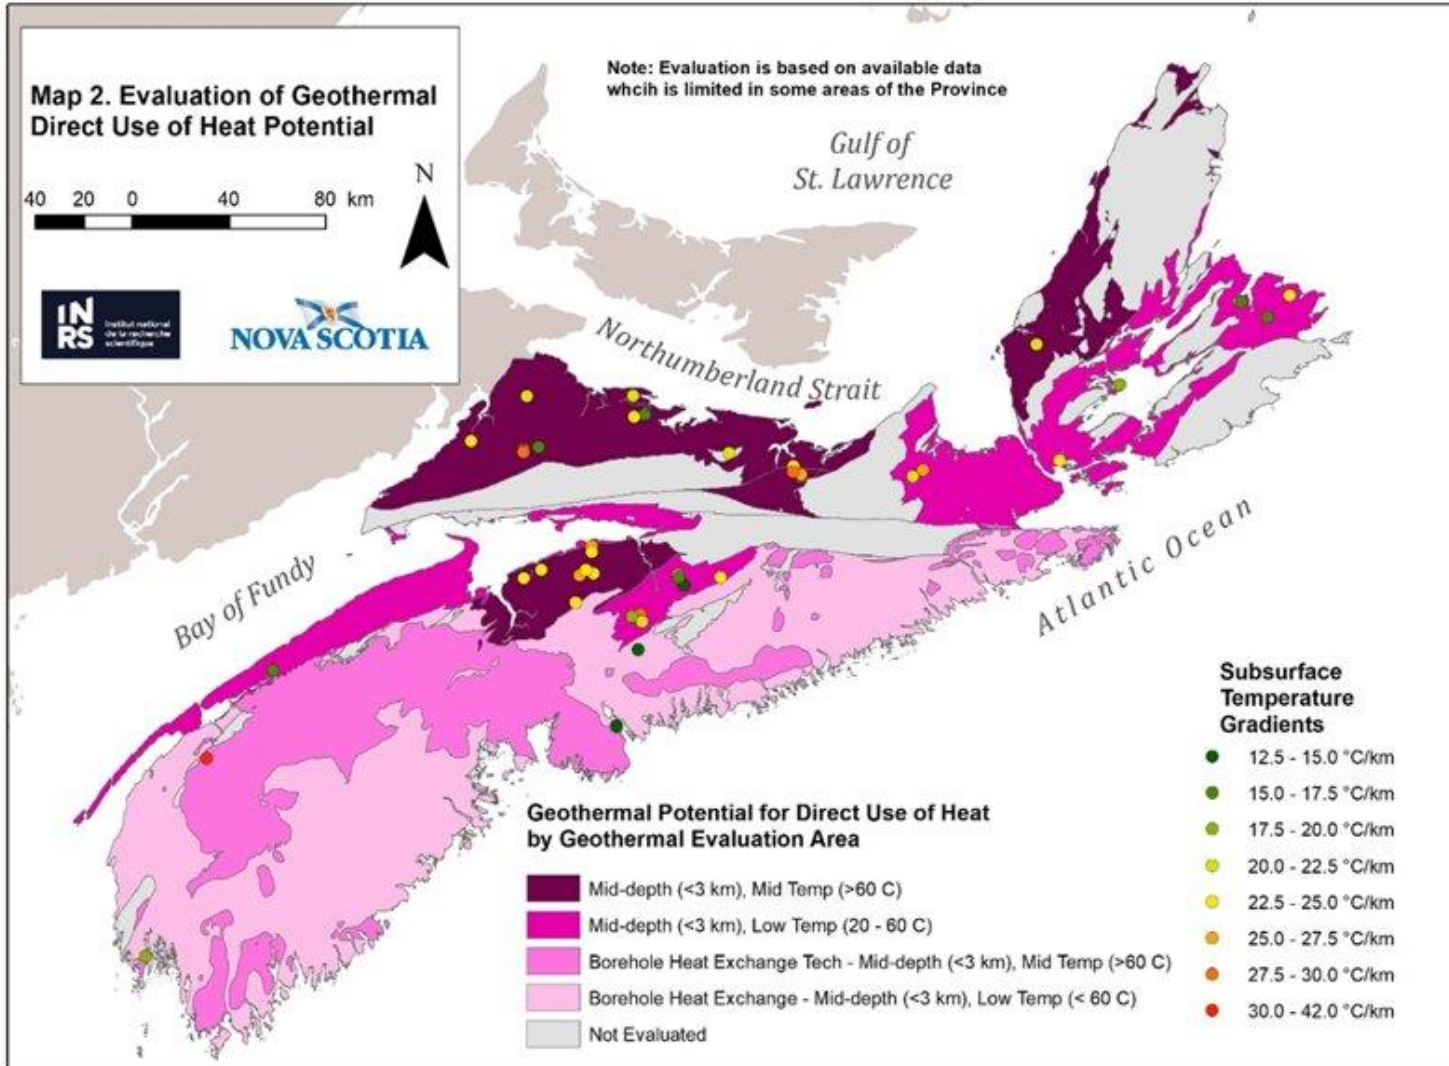 Map 2. Evaluation of Geothermal
Direct Use of Heat Potential
40 20 0 40 80 km
N
INRS
Institut national
de la recherche
scientifique
NOVA SCOTIA
Note: Evaluation is based on available data
whcih is limited in some areas of the Province
Gulf of
St. Lawrence
Northumberland Strait
Bay of Fundy
Atlantic Ocean
Geothermal Potential for Direct Use of Heat
by Geothermal Evaluation Area
Mid-depth (<3 km), Mid Temp (>60 C)
Mid-depth (<3 km), Low Temp (20 - 60 C)
Borehole Heat Exchange Tech - Mid-depth (<3 km), Mid Temp (>60 C)
Borehole Heat Exchange - Mid-depth (<3 km), Low Temp (< 60 C)
Not Evaluated
Subsurface
Temperature
Gradients
12.5 - 15.0 °C/km
15.0 - 17.5 °C/km
17.5 - 20.0 °C/km
20.0 - 22.5 °C/km
22.5 - 25.0 °C/km
25.0 - 27.5 °C/km
27.5 - 30.0 °C/km
30.0 - 42.0 °C/km